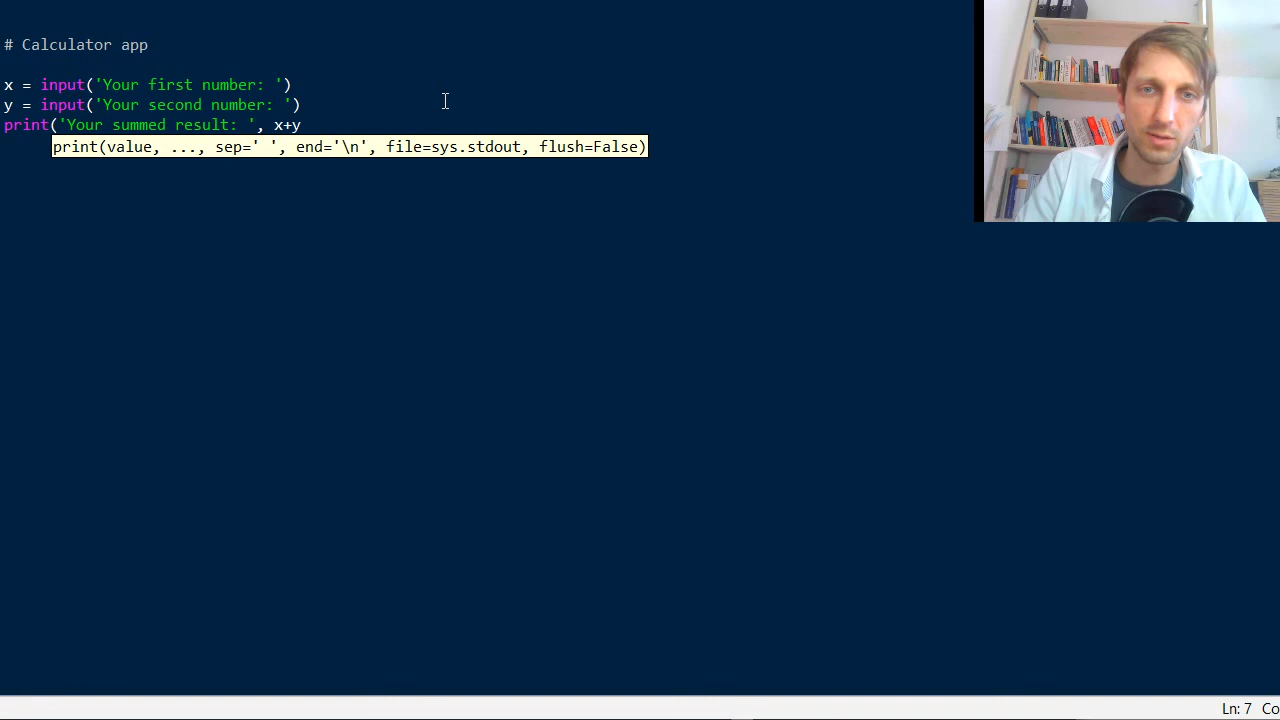 # Calculator app
x = input('Your first number: ')
y = input('Your second number: ')
print('Your summed result: ', x+y
print(value, ..., sep=' ', end='\n', file=sys.stdout, flush=False)
Ln: 7 Co